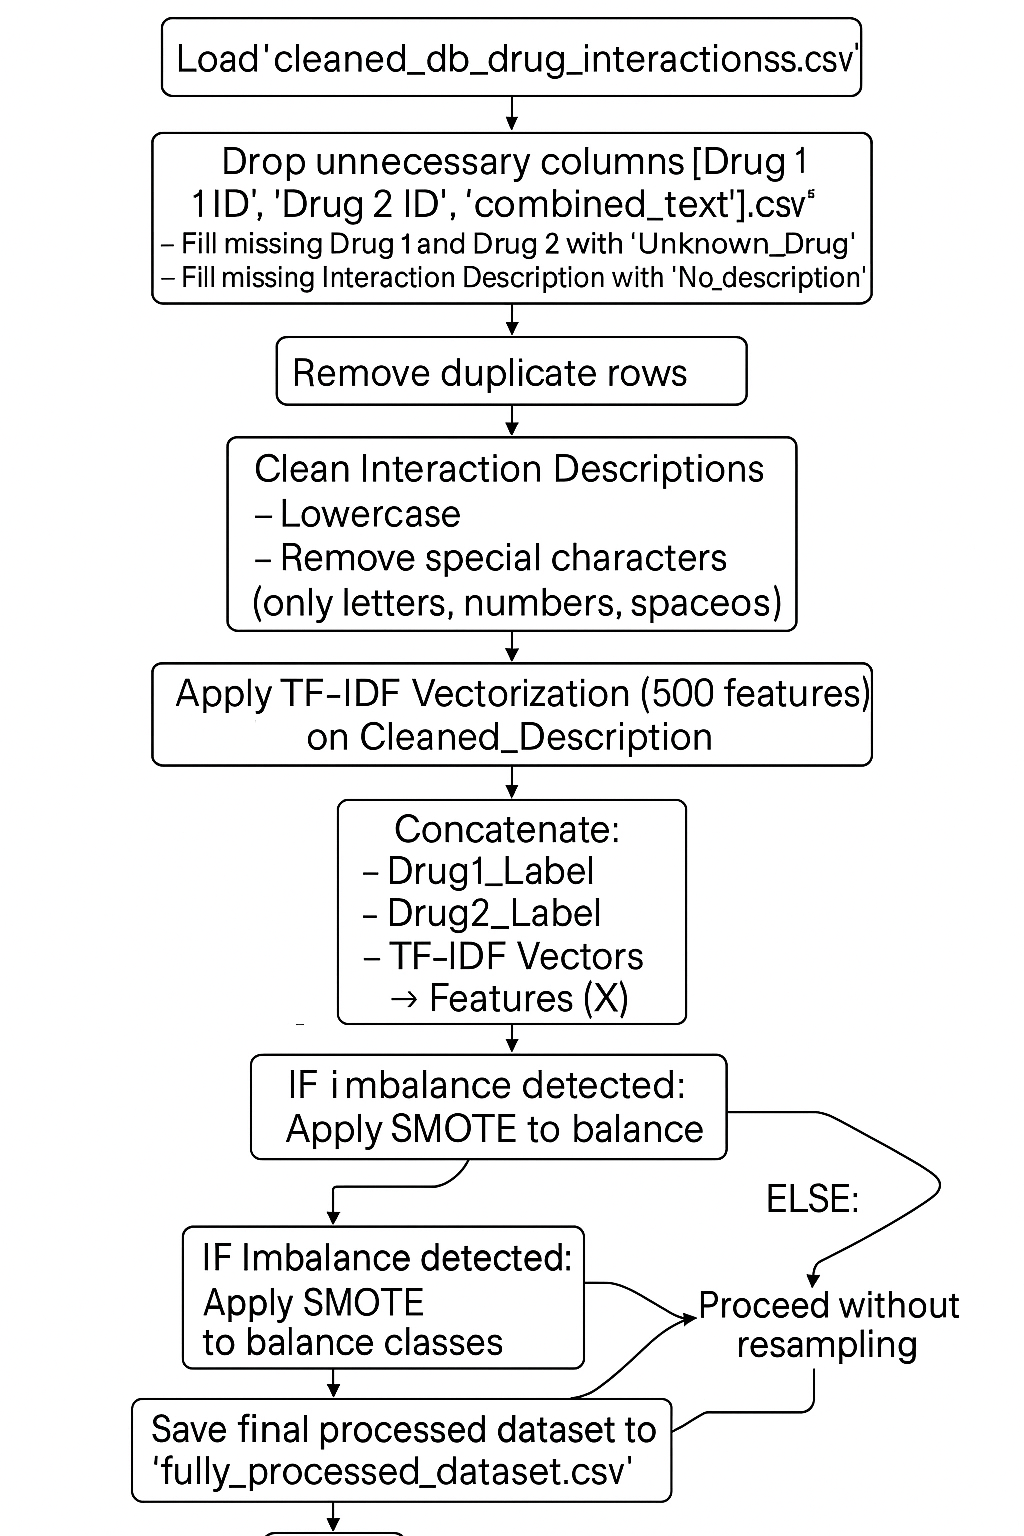 Load 'cleaned_db_drug_interactionss.csv'
Drop unnecessary columns [Drug 1
1 ID', 'Drug 2 ID', 'combined_text'].csv⁵
– Fill missing Drug 1 and Drug 2 with 'Unknown_Drug'
– Fill missing Interaction Description with 'No_description'
Remove duplicate rows
Clean Interaction Descriptions
– Lowercase
– Remove special characters
(only letters, numbers, spaceos)
Apply TF-IDF Vectorization (500 features)
on Cleaned_Description
Concatenate:
– Drug1_Label
– Drug2_Label
– TF-IDF Vectors
→ Features (X)
IF imbalance detected:
Apply SMOTE to balance
ELSE:
IF Imbalance detected:
Apply SMOTE
to balance classes
Proceed without
resampling
Save final processed dataset to
'fully_processed_dataset.csv'